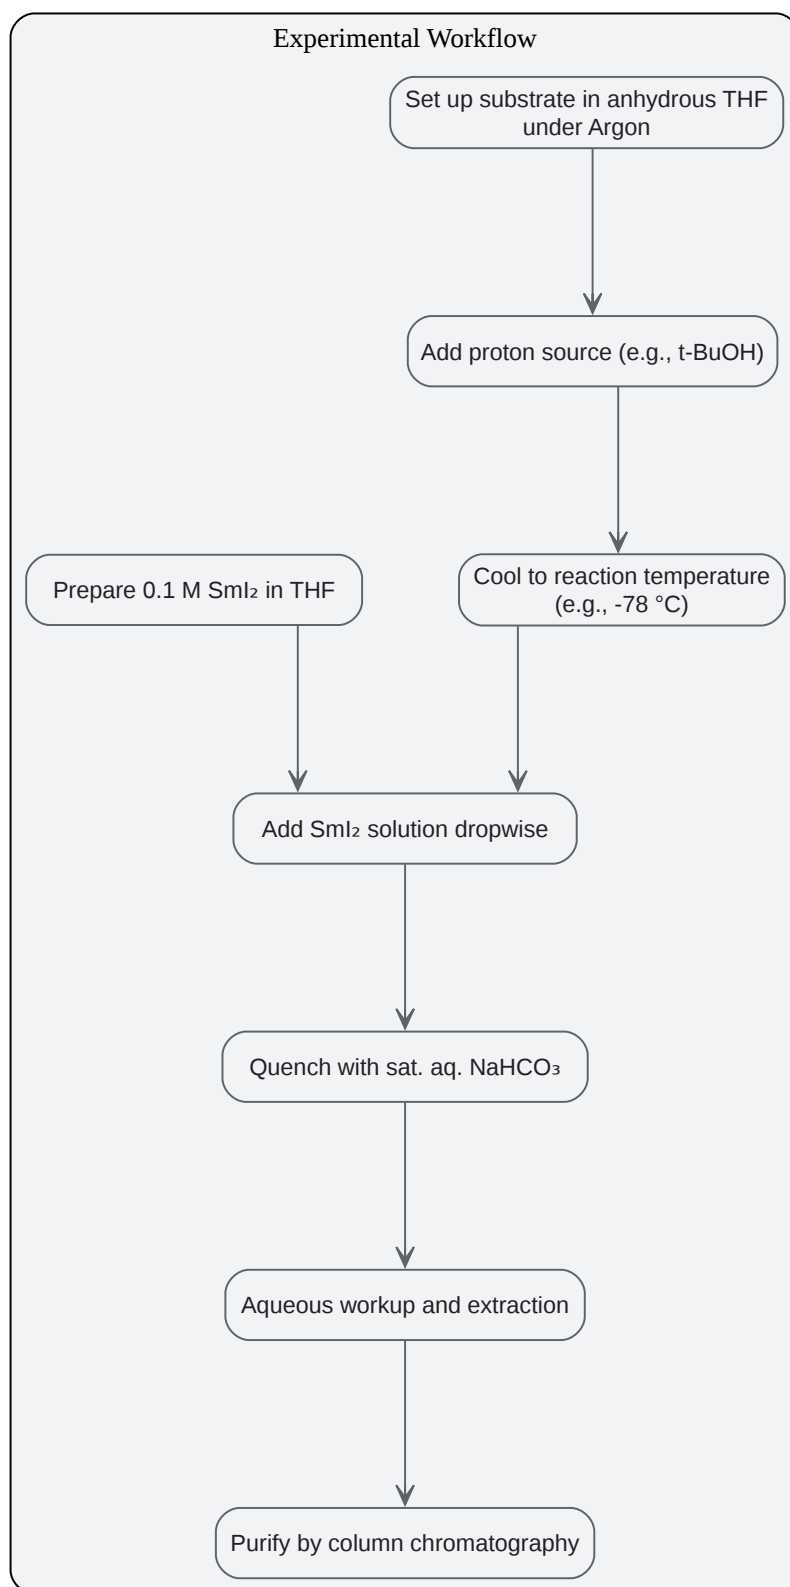 Experimental Workflow
Set up substrate in anhydrous THF
under Argon
Add proton source (e.g., t-BuOH)
Prepare 0.1 M SmI₂ in THF
Cool to reaction temperature
(e.g., -78 °C)
Add SmI₂ solution dropwise
Quench with sat. aq. NaHCO₃
Aqueous workup and extraction
Purify by column chromatography